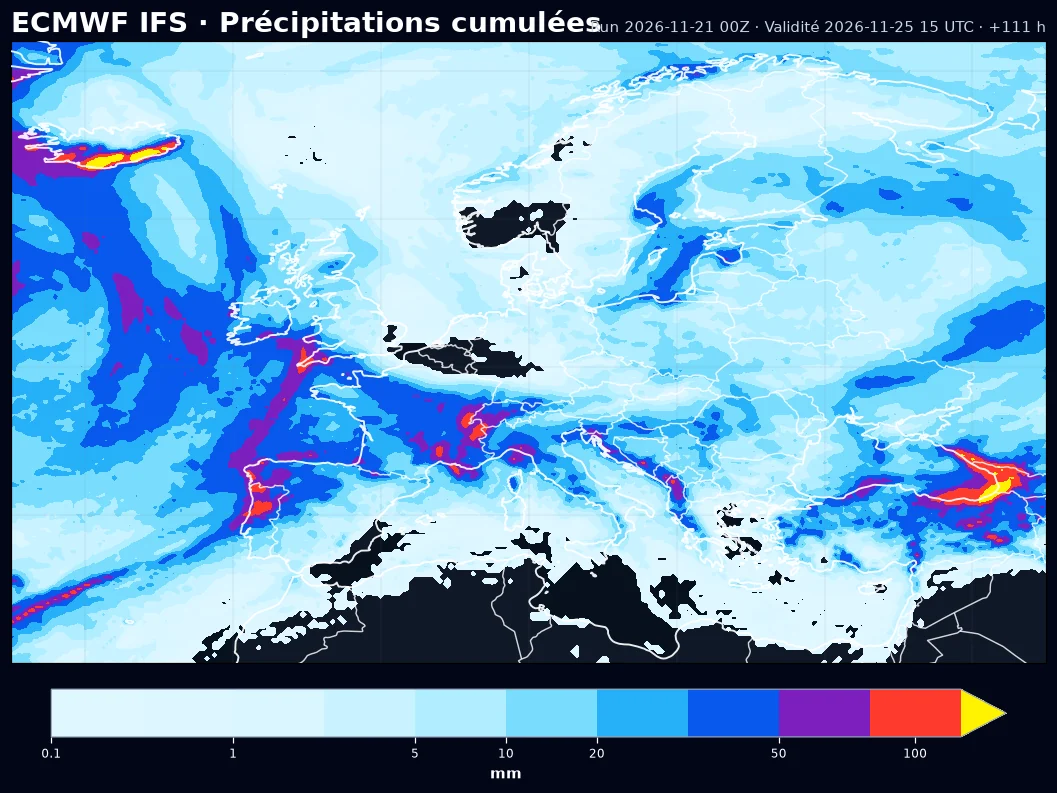 ECMWF IFS · Précipitations cumulées
Run 2026-11-21 00Z · Validité 2026-11-25 15 UTC · +111 h
0.1 1 5 10 20 50 100
mm